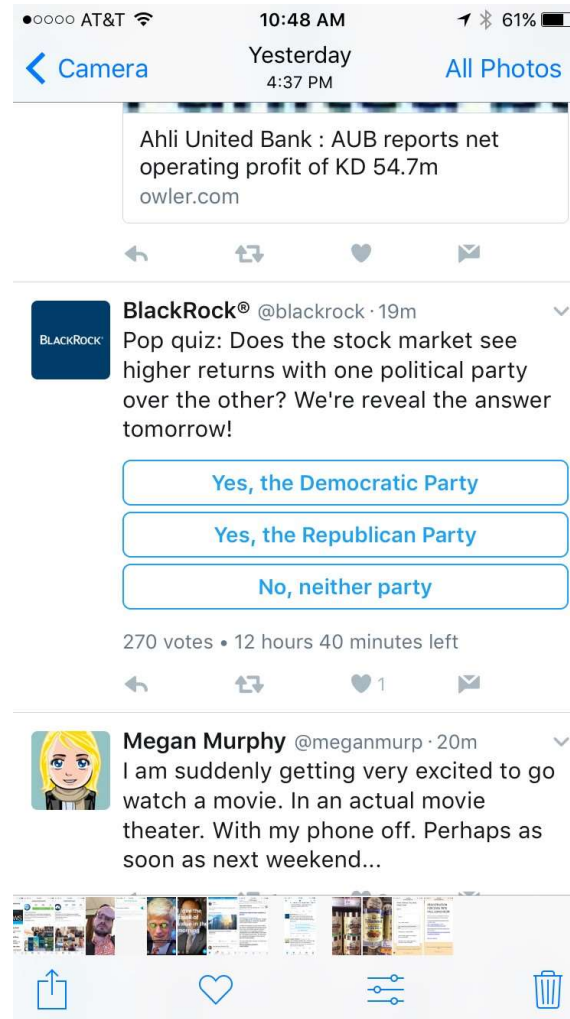 ●○○○○ AT&T 10:48 AM 61%
Camera Yesterday All Photos
4:37 PM
Ahli United Bank : AUB reports net
operating profit of KD 54.7m
owler.com
BLACKROCK®
BlackRock® @blackrock · 19m
Pop quiz: Does the stock market see
higher returns with one political party
over the other? We're reveal the answer
tomorrow!
Yes, the Democratic Party
Yes, the Republican Party
No, neither party
270 votes • 12 hours 40 minutes left
1
Megan Murphy @meganmurp · 20m
I am suddenly getting very excited to go
watch a movie. In an actual movie
theater. With my phone off. Perhaps as
soon as next weekend...